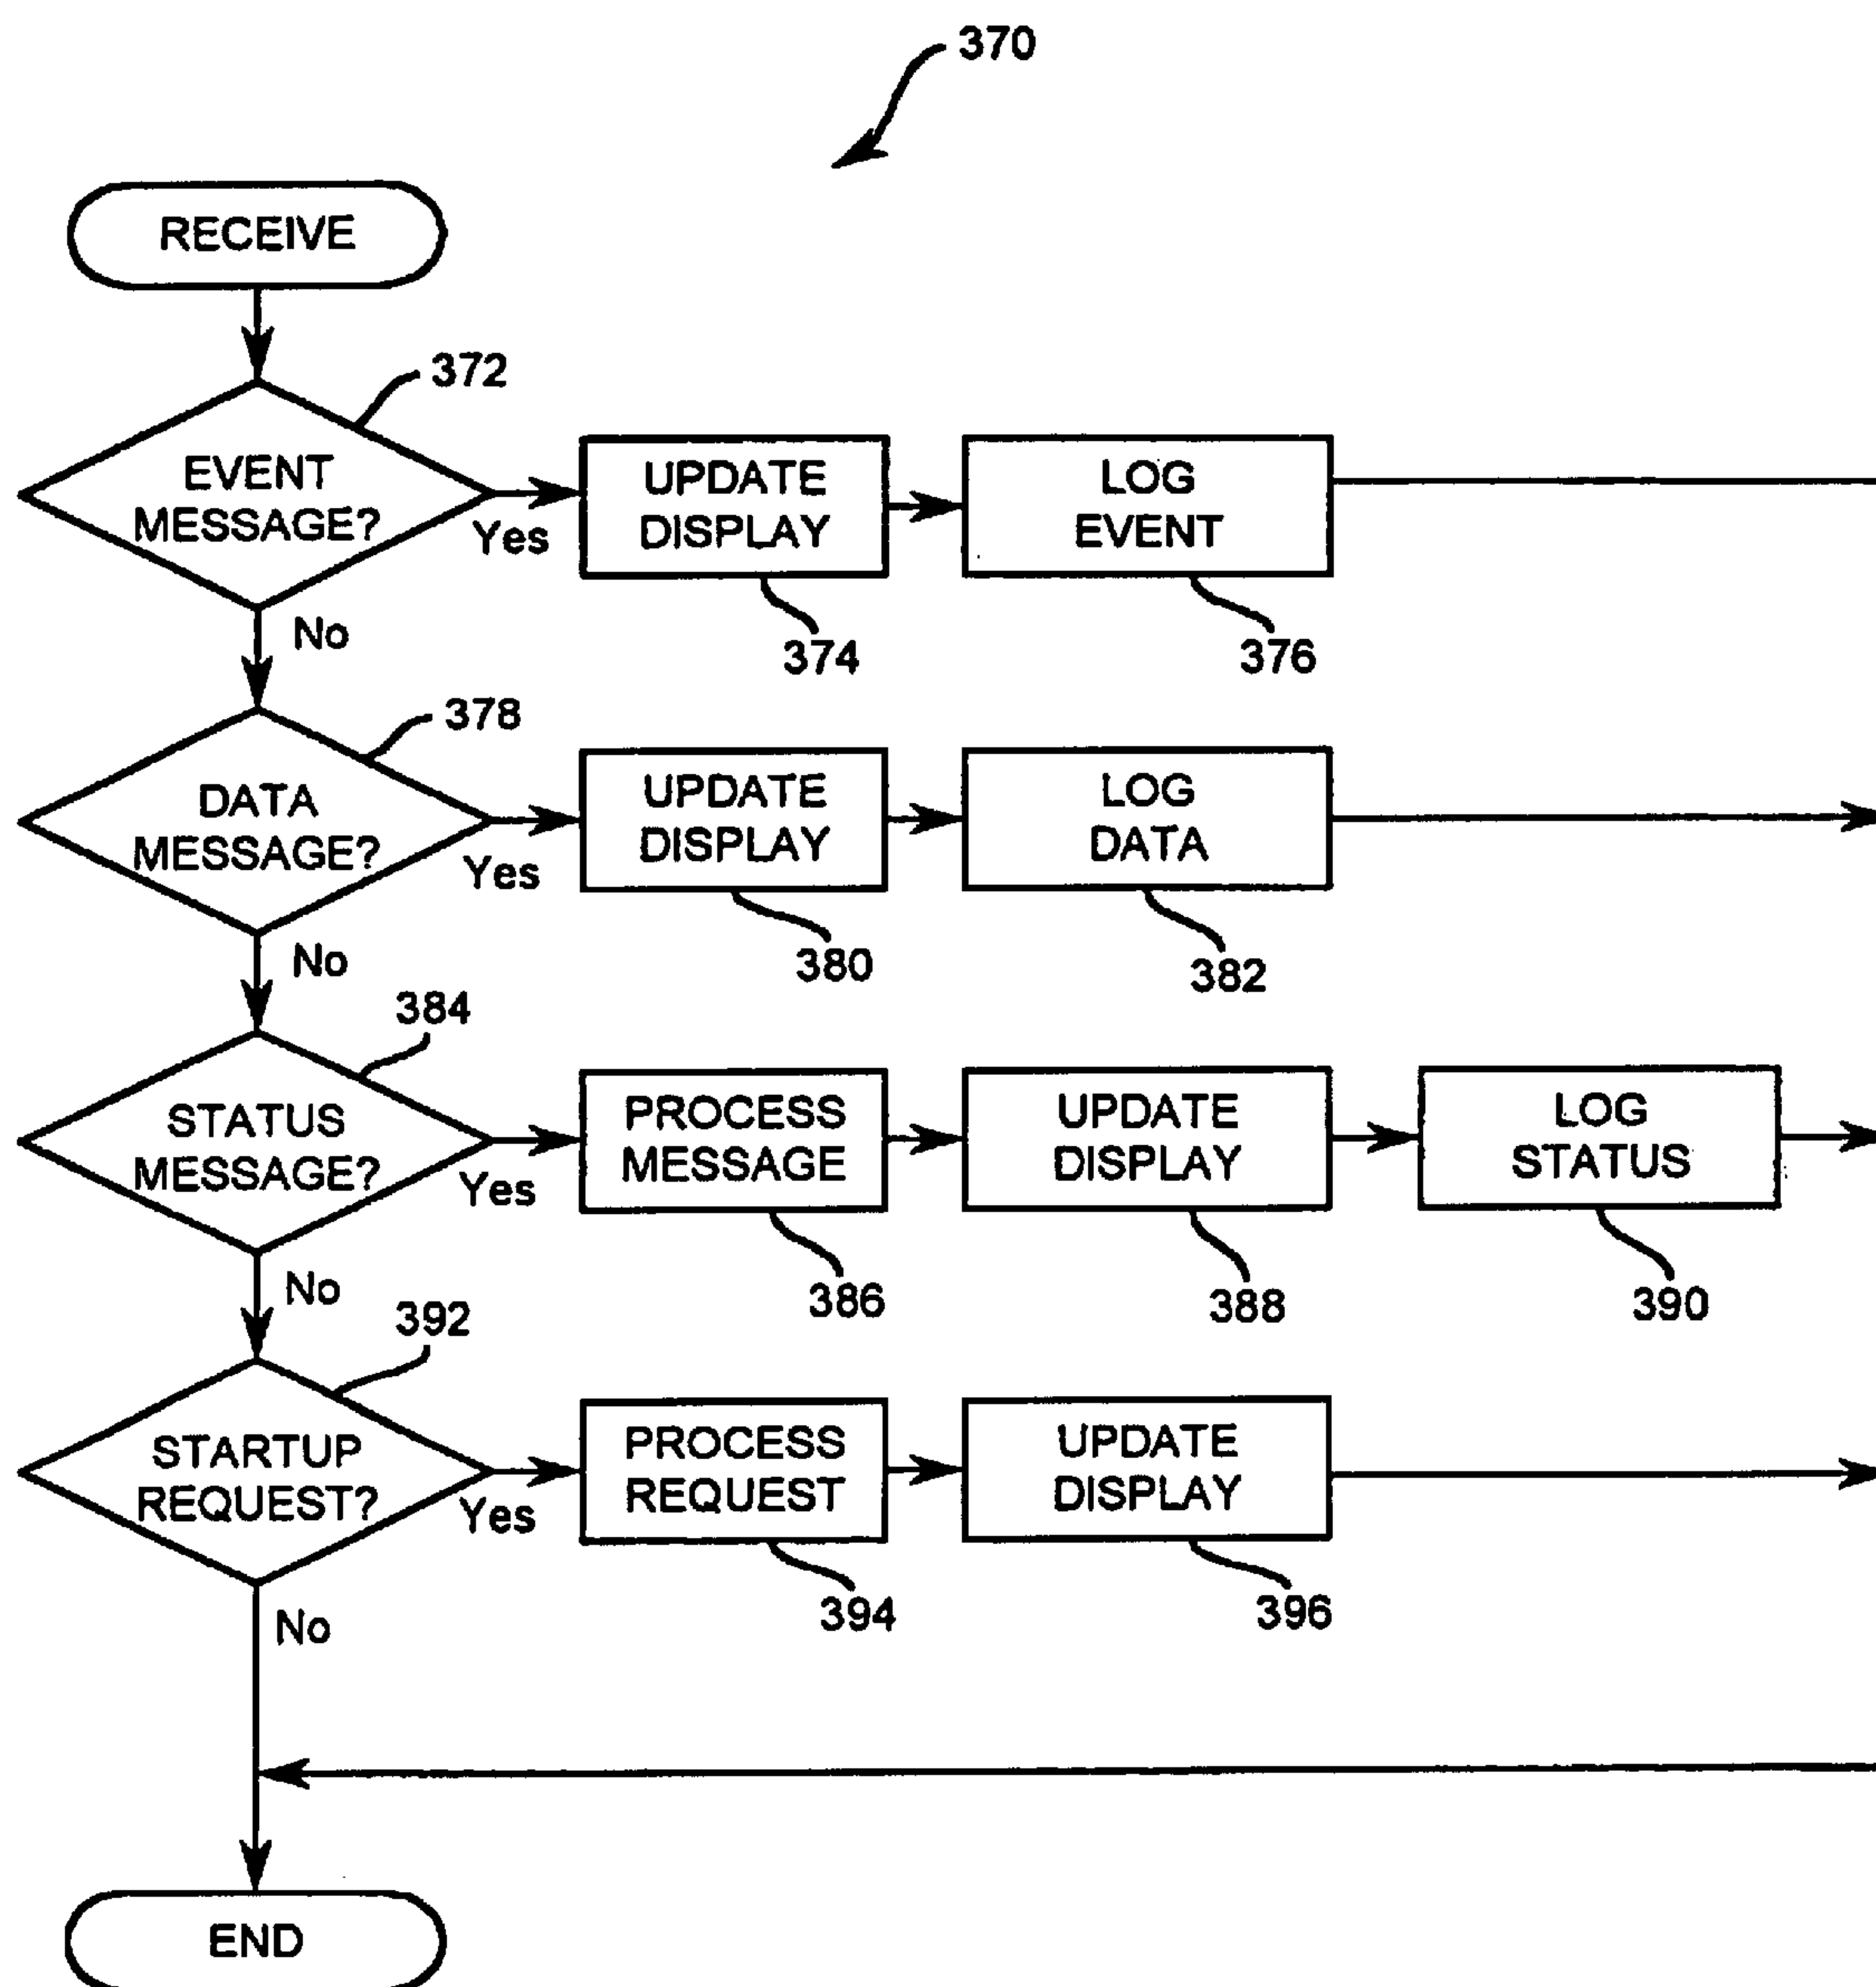 370
RECEIVE
372
EVENT
MESSAGE?
Yes
UPDATE
DISPLAY
374
LOG
EVENT
376
No
378
DATA
MESSAGE?
Yes
UPDATE
DISPLAY
380
LOG
DATA
382
No
384
STATUS
MESSAGE?
Yes
PROCESS
MESSAGE
386
UPDATE
DISPLAY
388
LOG
STATUS
390
No
392
STARTUP
REQUEST?
Yes
PROCESS
REQUEST
394
UPDATE
DISPLAY
396
No
END